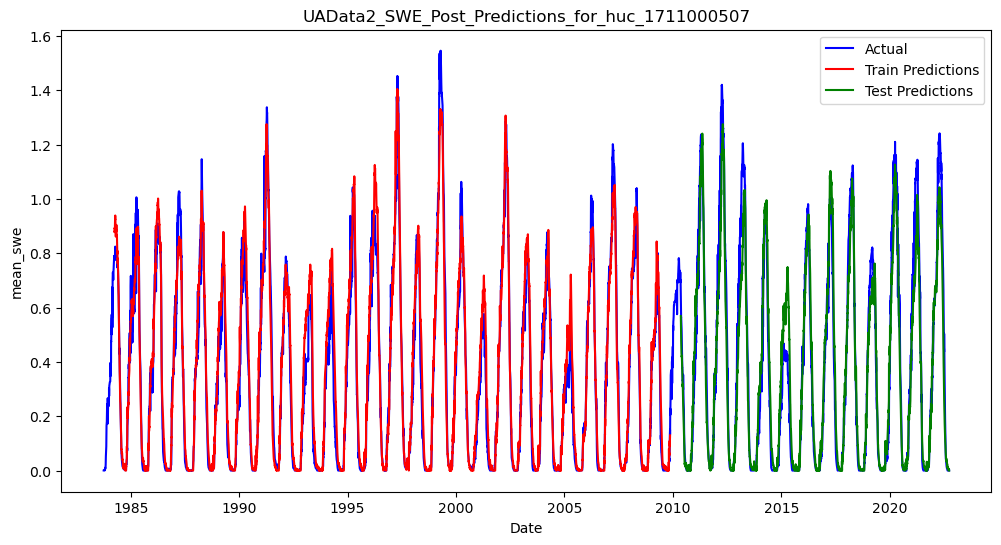 UAData2_SWE_Post_Predictions_for_huc_1711000507
Actual
Train Predictions
Test Predictions
mean_swe
1.6
1.4
1.2
1.0
0.8
0.6
0.4
0.2
0.0
1985 1990 1995 2000 2005 2010 2015 2020
Date